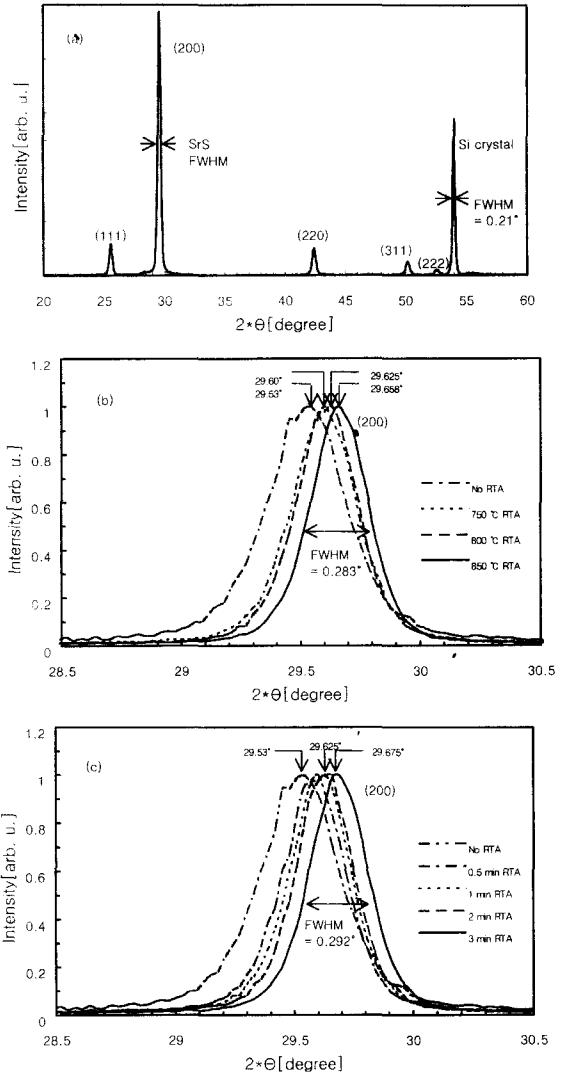 (a)
(200)
SrS
FWHM
Si crystal
FWHM
= 0.21°
(111)
(220)
(311)
(222)
Intensity[arb. u.]
20 25 30 35 40 45 50 55 60
2*Θ[degree]
(b)
29.60°
29.53°
29.625°
29.658°
(200)
No RTA
750 ℃ RTA
800 ℃ RTA
850 ℃ RTA
FWHM
= 0.283°
Intensity [arb. u.]
1.2
1
0.8
0.6
0.4
0.2
0
28.5 29 29.5 30 30.5
2*Θ[degree]
(c)
29.53°
29.625°
29.675°
(200)
No RTA
0.5 min RTA
1 min RTA
2 min RTA
3 min RTA
FWHM
= 0.292°
Intensity[arb. u.]
1.2
1
0.8
0.6
0.4
0.2
0
28.5 29 29.5 30 30.5
2*Θ[degree]